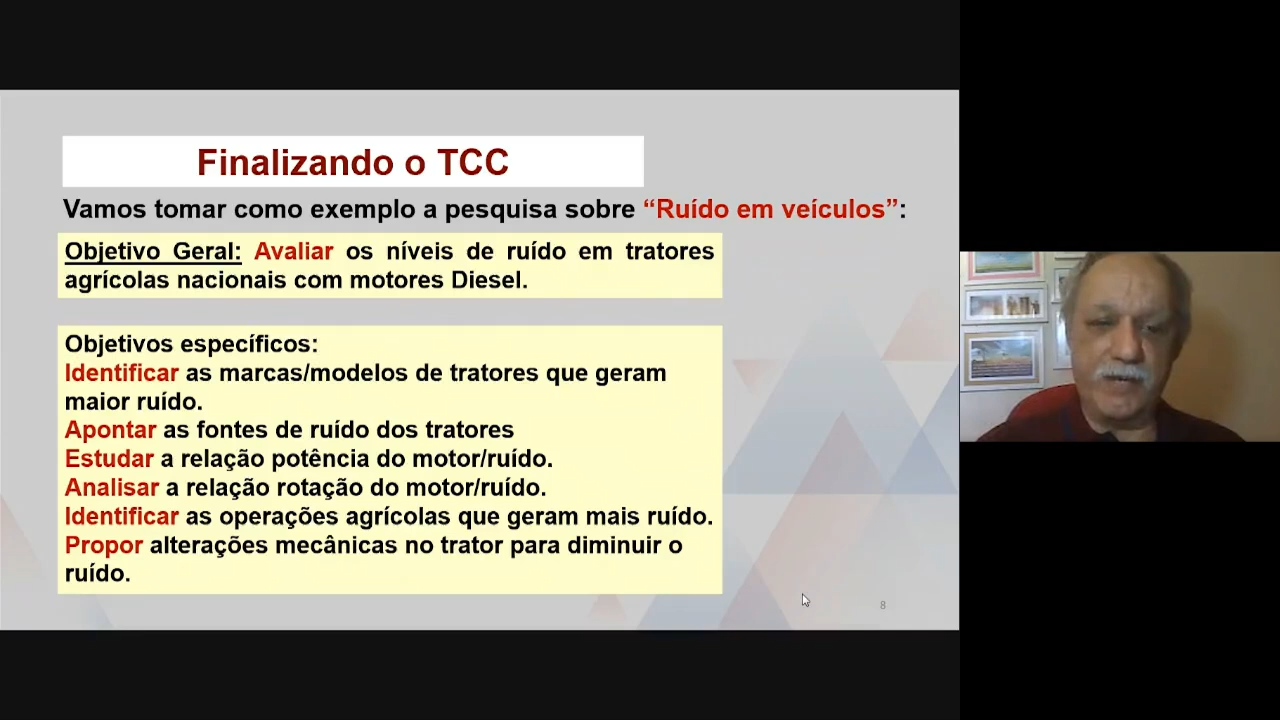 Finalizando o TCC
Vamos tomar como exemplo a pesquisa sobre “Ruído em veículos”:
Objetivo Geral: Avaliar os níveis de ruído em tratores
agrícolas nacionais com motores Diesel.
Objetivos específicos:
Identificar as marcas/modelos de tratores que geram
maior ruído.
Apontar as fontes de ruído dos tratores
Estudar a relação potência do motor/ruído.
Analisar a relação rotação do motor/ruído.
Identificar as operações agrícolas que geram mais ruído.
Propor alterações mecânicas no trator para diminuir o
ruído.
8